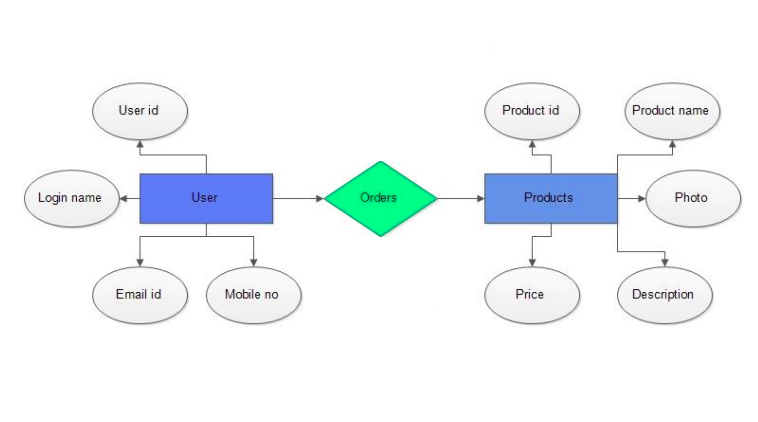 User id
Product id
Product name
Login name
User
Orders
Products
Photo
Email id
Mobile no
Price
Description